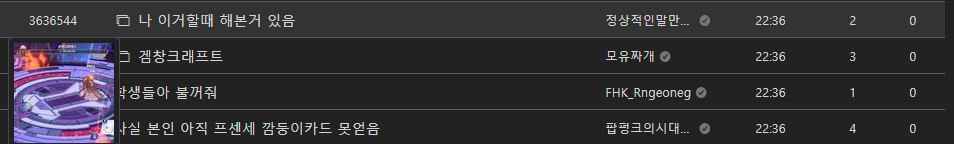 3636544 나 이거할때 해본거 있음 정상적인말만... 22:36 2 0
겜창크래프트 모유짜개 22:36 3 0
학생들아 불꺼줘 FHK_Rngeoneg 22:36 1 0
사실 본인 아직 프센세 깜둥이카드 못얻음 팝펑크의시대... 22:36 4 0